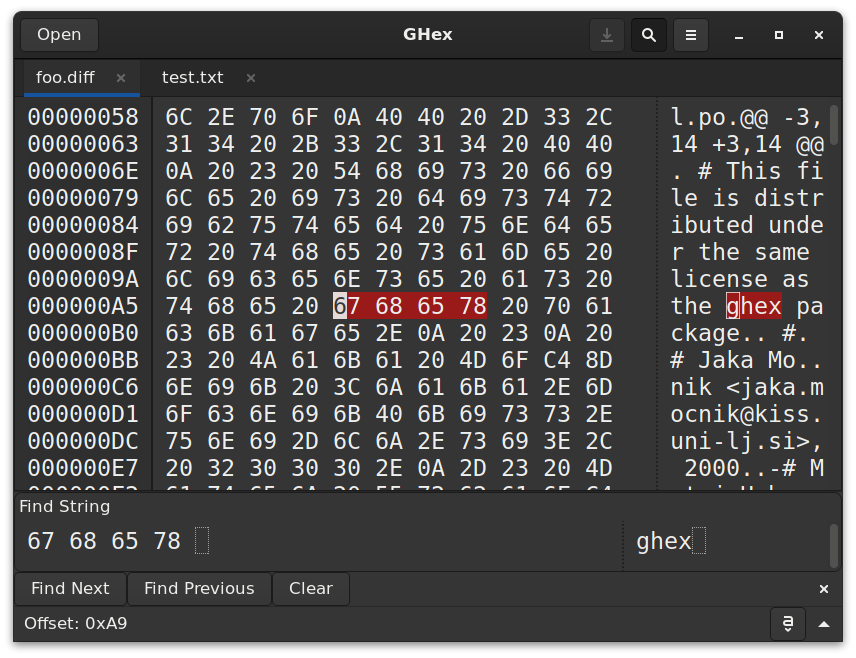 Open GHex
foo.diff test.txt
00000058 6C 2E 70 6F 0A 40 40 20 2D 33 2C l.po.@@ -3,
00000063 31 34 20 2B 33 2C 31 34 20 40 40 14 +3,14 @@
0000006E 0A 20 23 20 54 68 69 73 20 66 69 . # This fi
00000079 6C 65 20 69 73 20 64 69 73 74 72 le is distr
00000084 69 62 75 74 65 64 20 75 6E 64 65 ibuted unde
0000008F 72 20 74 68 65 20 73 61 6D 65 20 r the same
0000009A 6C 69 63 65 6E 73 65 20 61 73 20 license as
000000A5 74 68 65 20 67 68 65 78 20 70 61 the ghex pa
000000B0 63 6B 61 67 65 2E 0A 20 23 0A 20 ckage.. #.
000000BB 23 20 4A 61 6B 61 20 4D 6F C4 8D # Jaka Mo..
000000C6 6E 69 6B 20 3C 6A 61 6B 61 2E 6D nik <jaka.m
000000D1 6F 63 6E 69 6B 40 6B 69 73 73 2E ocnik@kiss.
000000DC 75 6E 69 2D 6C 6A 2E 73 69 3E 2C uni-lj.si>,
000000E7 20 32 30 30 30 2E 0A 2D 23 20 4D 2000..-# M
Find String
67 68 65 78 ghex
Find Next Find Previous Clear
Offset: 0xA9 a